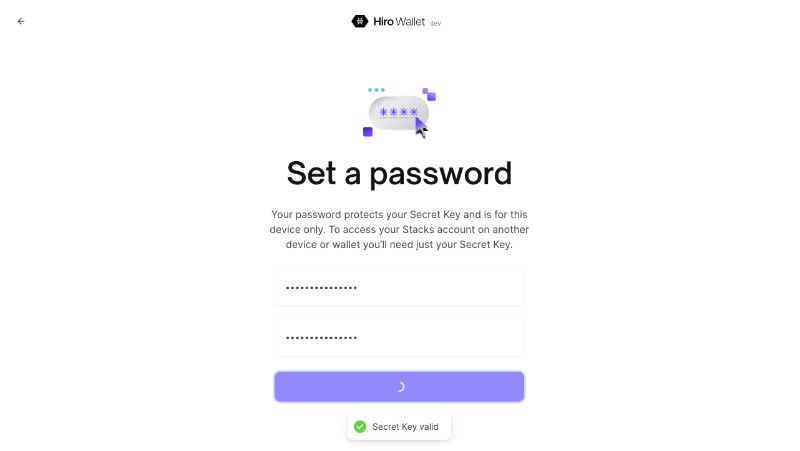 Hiro Wallet dev
Set a password
Your password protects your Secret Key and is for this
device only. To access your Stacks account on another
device or wallet you'll need just your Secret Key.
Secret Key valid